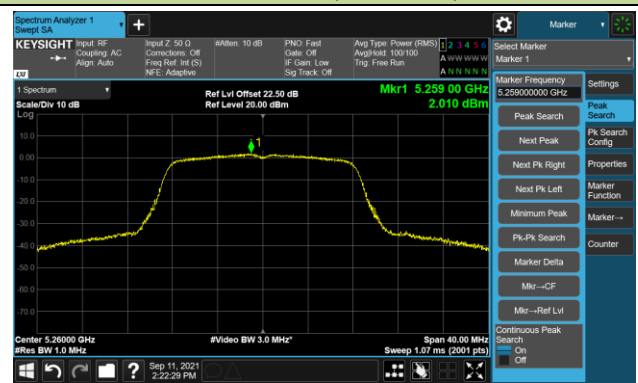 Spectrum Analyzer 1
Swept SA
Marker
KEYSIGHT
Input: RF
Coupling: AC
Align: Auto
Input Z: 50 Ω
Corrections: Off
Freq Ref: Int (S)
NFE: Adaptive
#Atten: 10 dB
PNO: Fast
Gate: Off
IF Gain: Low
Sig Track: Off
Avg Type: Power (RMS)
Avg|Hold: 100/100
Trig: Free Run
1 2 3 4 5 6
A WW WW W
A N N N N N
LXI
Select Marker
Marker 1
1 Spectrum
Scale/Div 10 dB
Log
Ref Lvl Offset 22.50 dB
Ref Level 20.00 dBm
Mkr1 5.259 00 GHz
2.010 dBm
1
10.0
0.00
-10.0
-20.0
-30.0
-40.0
-50.0
-60.0
-70.0
Center 5.26000 GHz
#Res BW 1.0 MHz
#Video BW 3.0 MHz*
Span 40.00 MHz
Sweep 1.07 ms (2001 pts)
Marker Frequency
5.259000000 GHz
Peak Search
Next Peak
Next Pk Right
Next Pk Left
Minimum Peak
Pk-Pk Search
Marker Delta
Mkr→CF
Mkr→Ref Lvl
Continuous Peak
Search
On
Off
Settings
Peak
Search
Pk Search
Config
Properties
Marker
Function
Marker→
Counter
?
Sep 11, 2021
2:22:29 PM